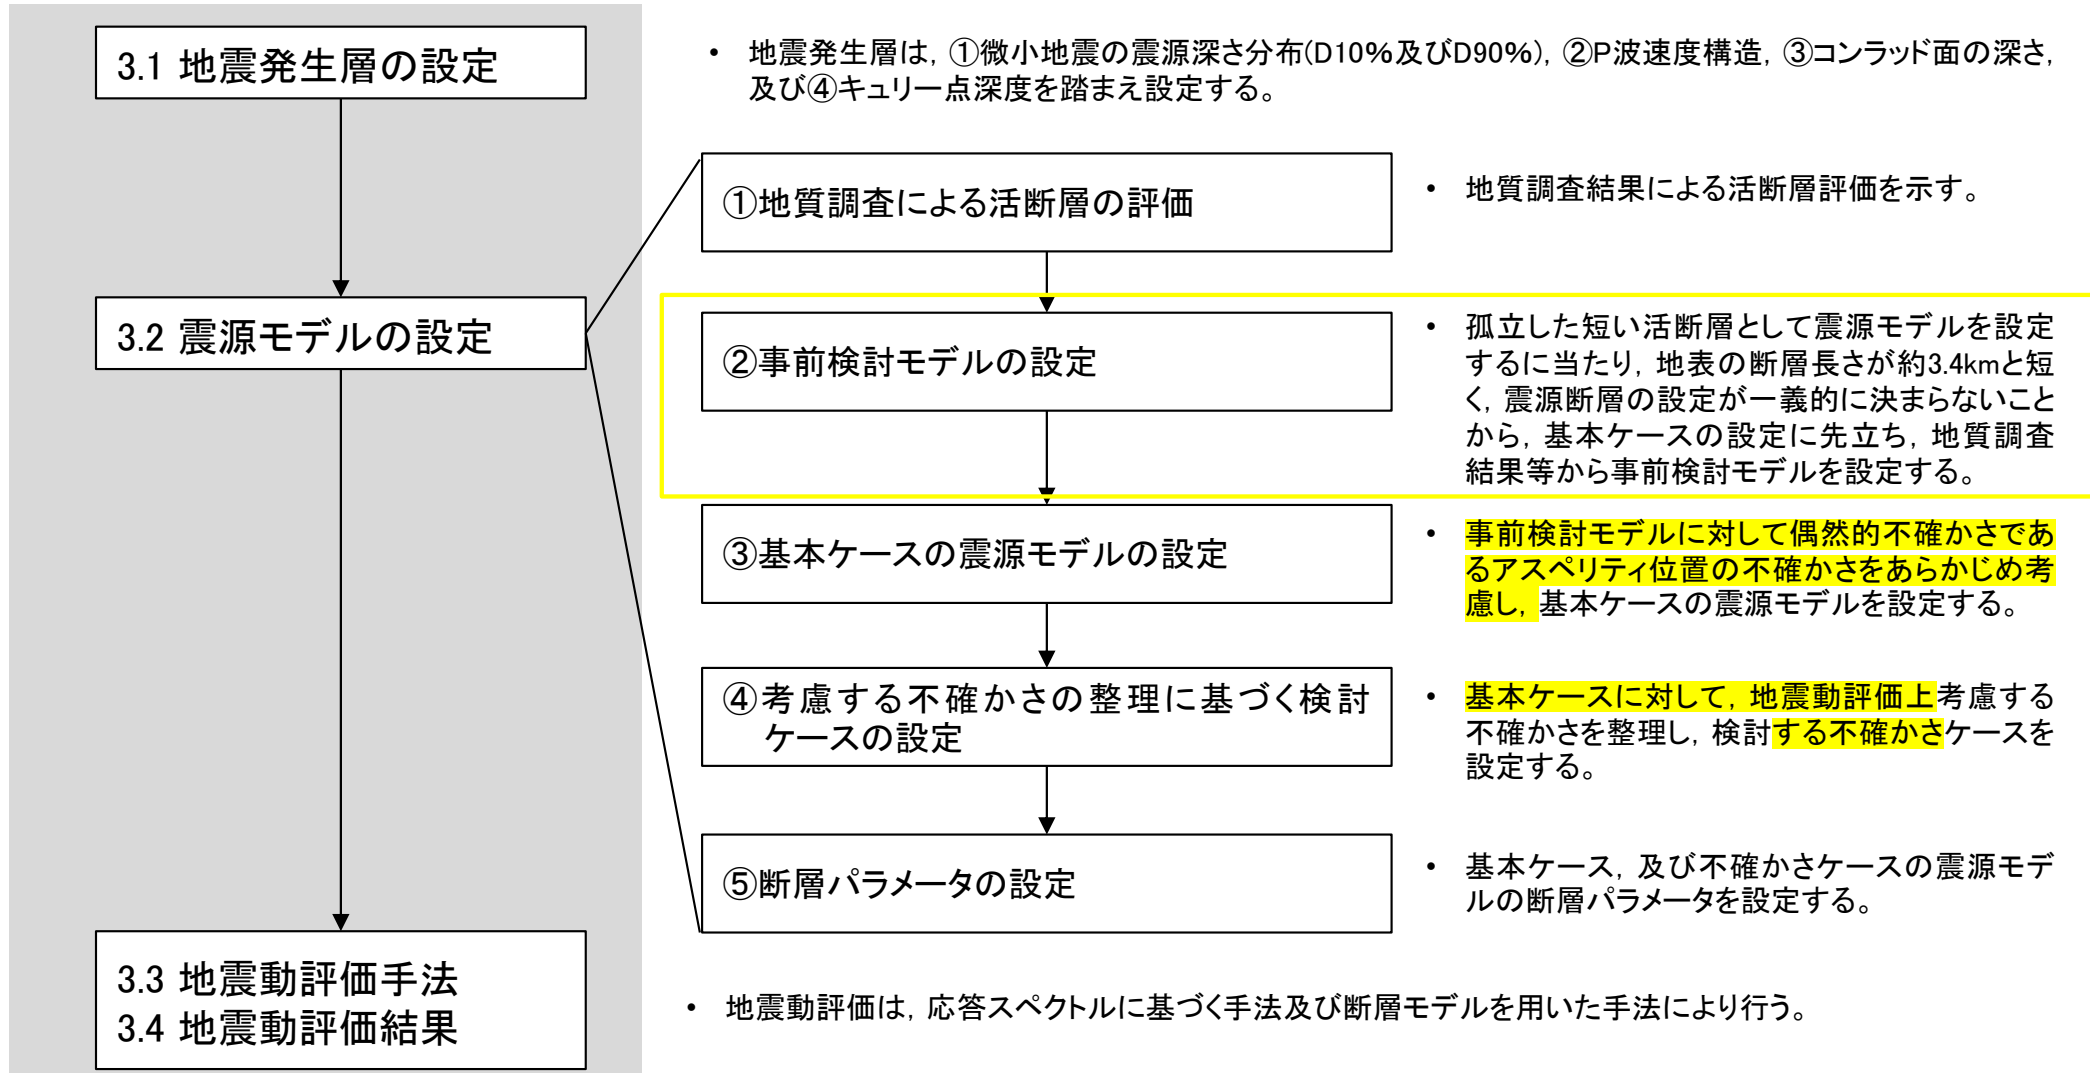 3.1 地震発生層の設定
• 地震発生層は，①微小地震の震源深さ分布(D10%及びD90%)，②P波速度構造，③コンラッド面の深さ，
及び④キュリー点深度を踏まえ設定する。
①地質調査による活断層の評価
• 地質調査結果による活断層評価を示す。
3.2 震源モデルの設定
②事前検討モデルの設定
• 孤立した短い活断層として震源モデルを設定
するに当たり，地表の断層長さが約3.4kmと短
く，震源断層の設定が一義的に決まらないこと
から，基本ケースの設定に先立ち，地質調査
結果等から事前検討モデルを設定する。
③基本ケースの震源モデルの設定
• 事前検討モデルに対して偶然的不確かさであ
るアスペリティ位置の不確かさをあらかじめ考
慮し，基本ケースの震源モデルを設定する。
④考慮する不確かさの整理に基づく検討
ケースの設定
• 基本ケースに対して，地震動評価上考慮する
不確かさを整理し，検討する不確かさケースを
設定する。
⑤断層パラメータの設定
• 基本ケース，及び不確かさケースの震源モデ
ルの断層パラメータを設定する。
3.3 地震動評価手法
3.4 地震動評価結果
• 地震動評価は，応答スペクトルに基づく手法及び断層モデルを用いた手法により行う。